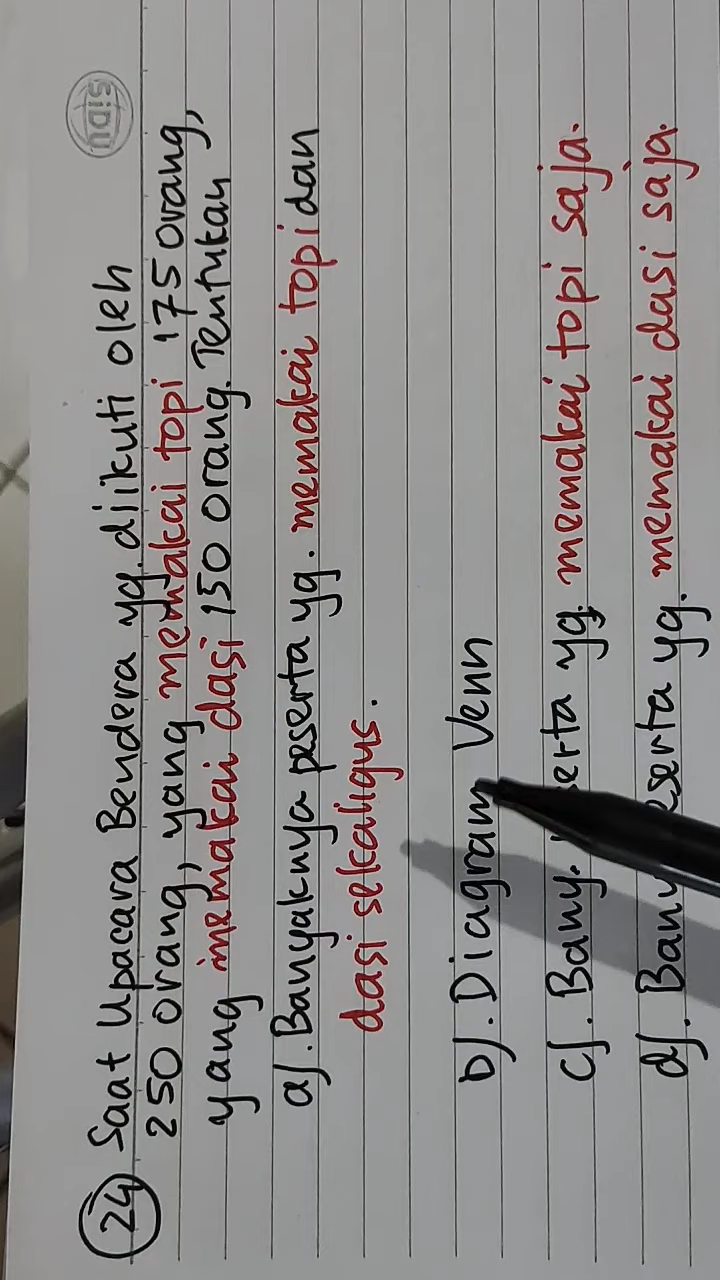 SiDU
24 Saat Upacara Bendera yg. diikuti oleh
250 orang, yang memakai topi 175 orang,
yang memakai dasi 150 orang. Tentukan
a). Banyaknya peserta yg. memakai topi dan
dasi sekaligus.
b). Diagram Venn
c). Bany. erta yg. memakai topi saja.
d). Bany eserta yg. memakai dasi saja.